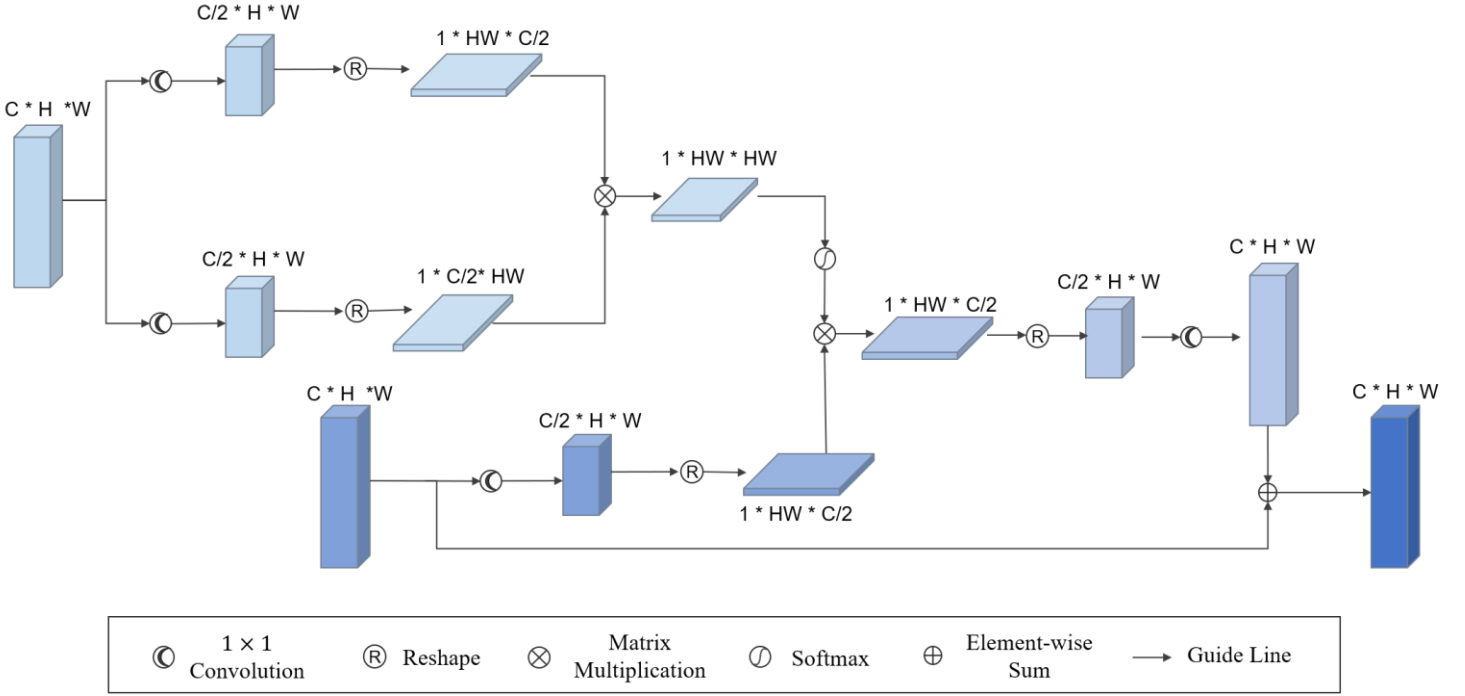 C/2 * H * W
1 * HW * C/2
R
C * H *W
1 * HW * HW
C/2 * H * W
1 * C/2* HW
R
C * H * W
C/2 * H * W
1 * HW * C/2
R
C * H *W
C/2 * H * W
C * H * W
R
1 * HW * C/2
1 × 1
Convolution
R Reshape
Matrix
Multiplication
Softmax
Element-wise
Sum
Guide Line